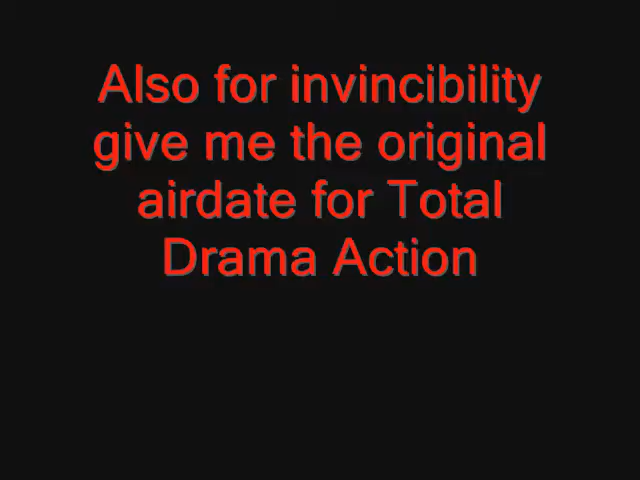 Also for invincibility
give me the original
airdate for Total
Drama Action